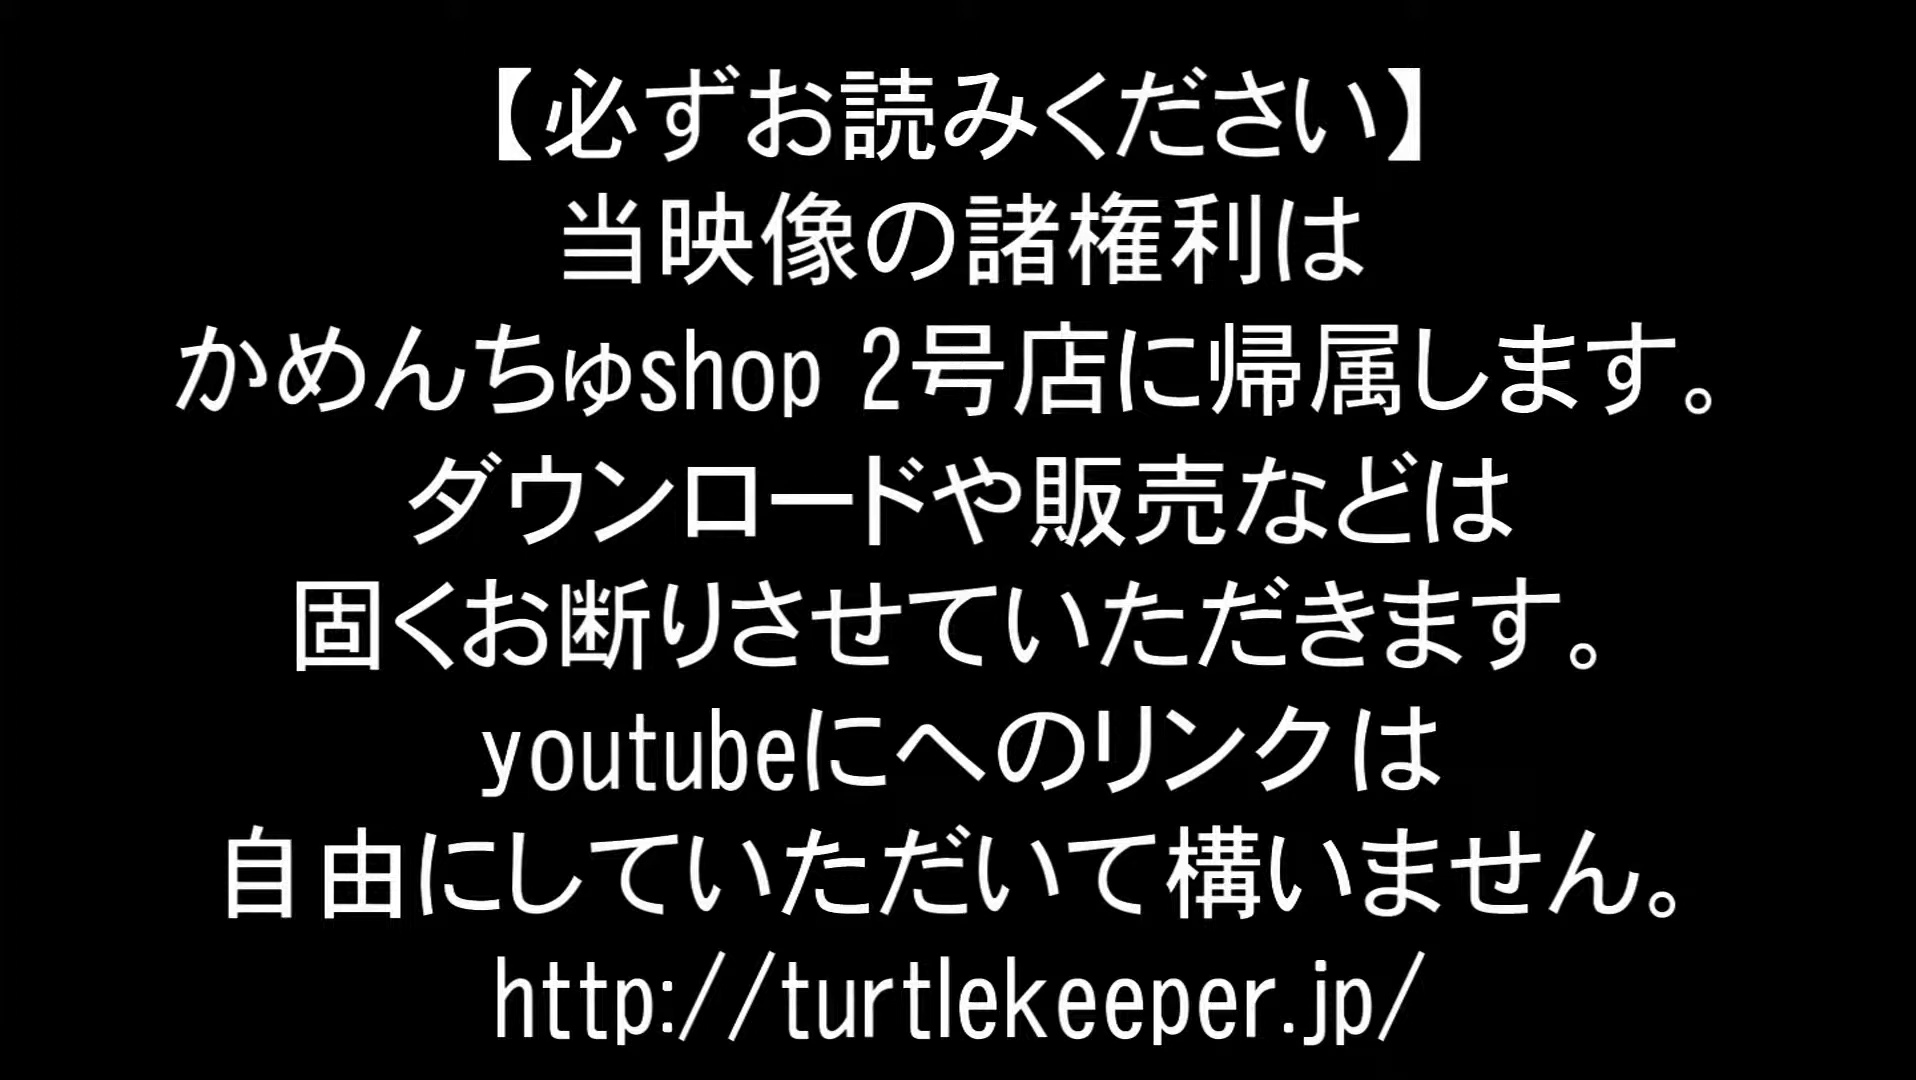 【必ずお読みください】
当映像の諸権利は
かめんちゅshop 2号店に帰属します。
ダウンロードや販売などは
固くお断りさせていただきます。
youtubeにへのリンクは
自由にしていただいて構いません。
http://turtlekeeper.jp/